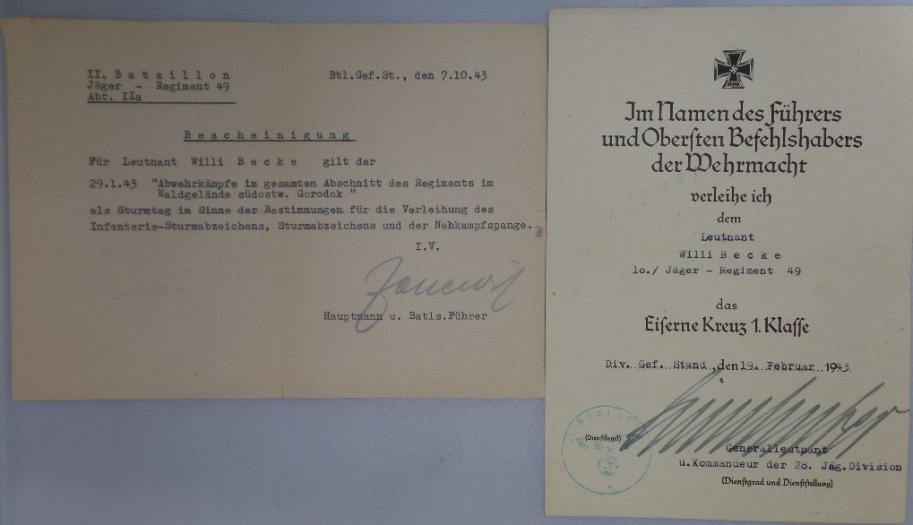 II. Bataillon
Jäger - Regiment 49
Abt. IIa
Btl.Gef.St., den 7.10.43
Bescheinigung
Für Leutnant Willi Becke gilt der
29.1.43 "Abwehrkämpfe im gesamten Abschnitt des Regiments im
Waldgelände südostw. Gorodok "
als Sturmtag im Sinne der Bestimmungen für die Verleihung des
Infanterie-Sturmabzeichens, Sturmabzeichens und der Nahkampfspange.
I.V.
Hauptmann u. Batls.Führer
Im Namen des Führers
und Obersten Befehlshabers
der Wehrmacht
verleihe ich
dem
Leutnant
Willi Becke
10./ Jäger - Regiment 49
das
Eiserne Kreuz 1. Klasse
Div. Gef. Stand, den 19. Februar 1943
(Dienstsiegel)
Generalleutnant
u.Kommandeur der 28. Jäg.Division
(Dienstgrad und Dienststellung)